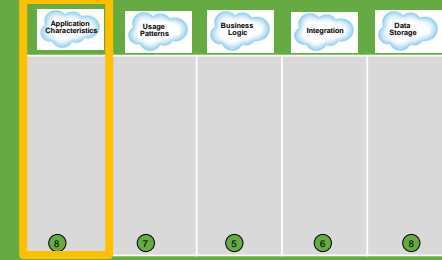 Application
Characteristics
Usage
Patterns
Business
Logic
Integration
Data
Storage
8
7
5
6
8